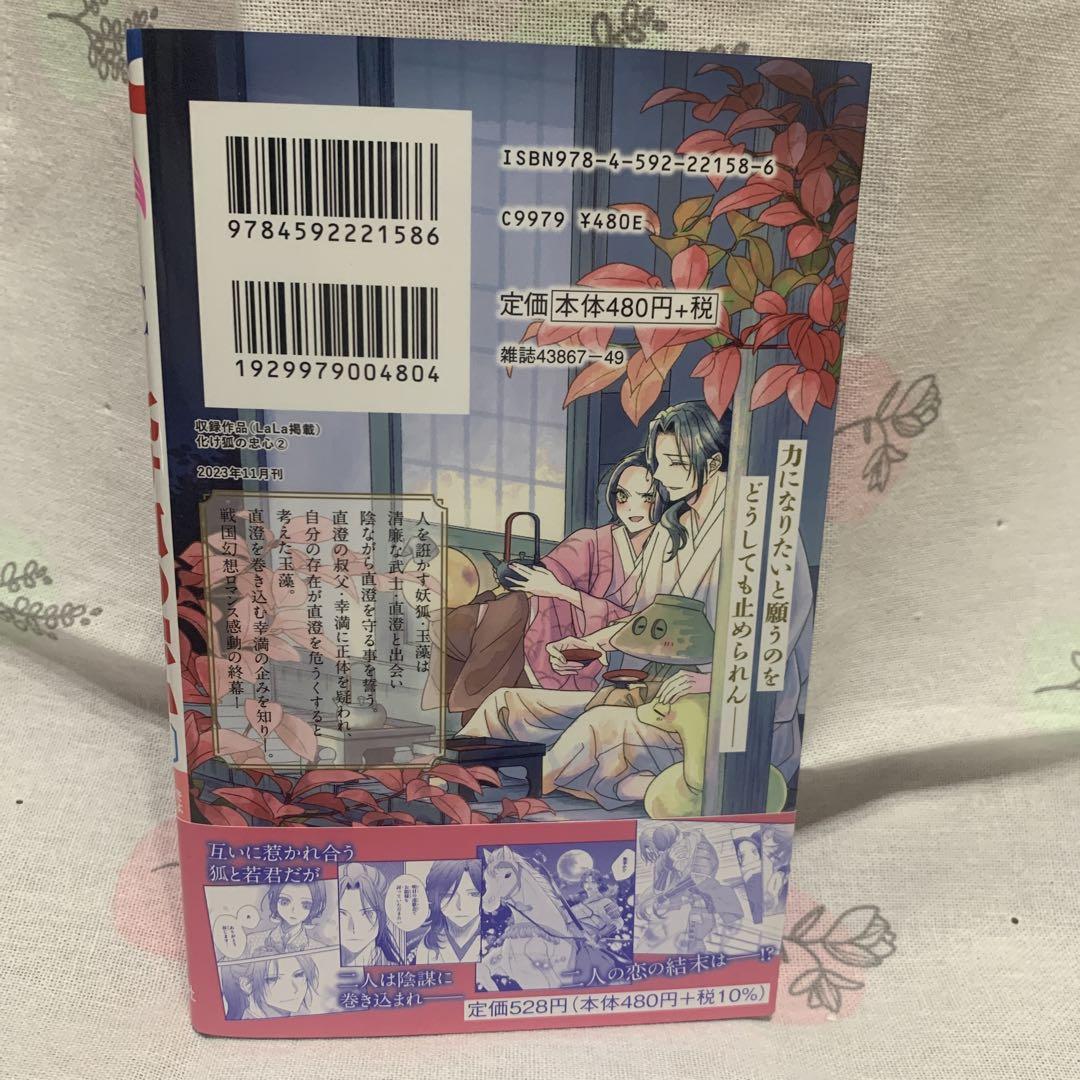 ISBN978-4-592-22158-6
C9979 ¥480E
9784592221586
定価 本体480円+税
1929979004804
雑誌43867-49
収録作品(LaLa掲載)
化け狐の忠心②
2023年11月刊
力になりたいと願うのを
どうしても止められん——
人を誑かす妖狐・玉藻は
清廉な武士・直澄と出会い
陰ながら直澄を守る事を誓う。
直澄の叔父・幸満に正体を疑われ、
自分の存在が直澄を危うくすると
考えた玉藻。
直澄を巻き込む幸満の企みを知り—。
戦国幻想ロマンス感動の終幕!
互いに惹かれ合う
狐と若君だが
二人は陰謀に
巻き込まれ——
二人の恋の結末は——!?
定価528円(本体480円+税10%)